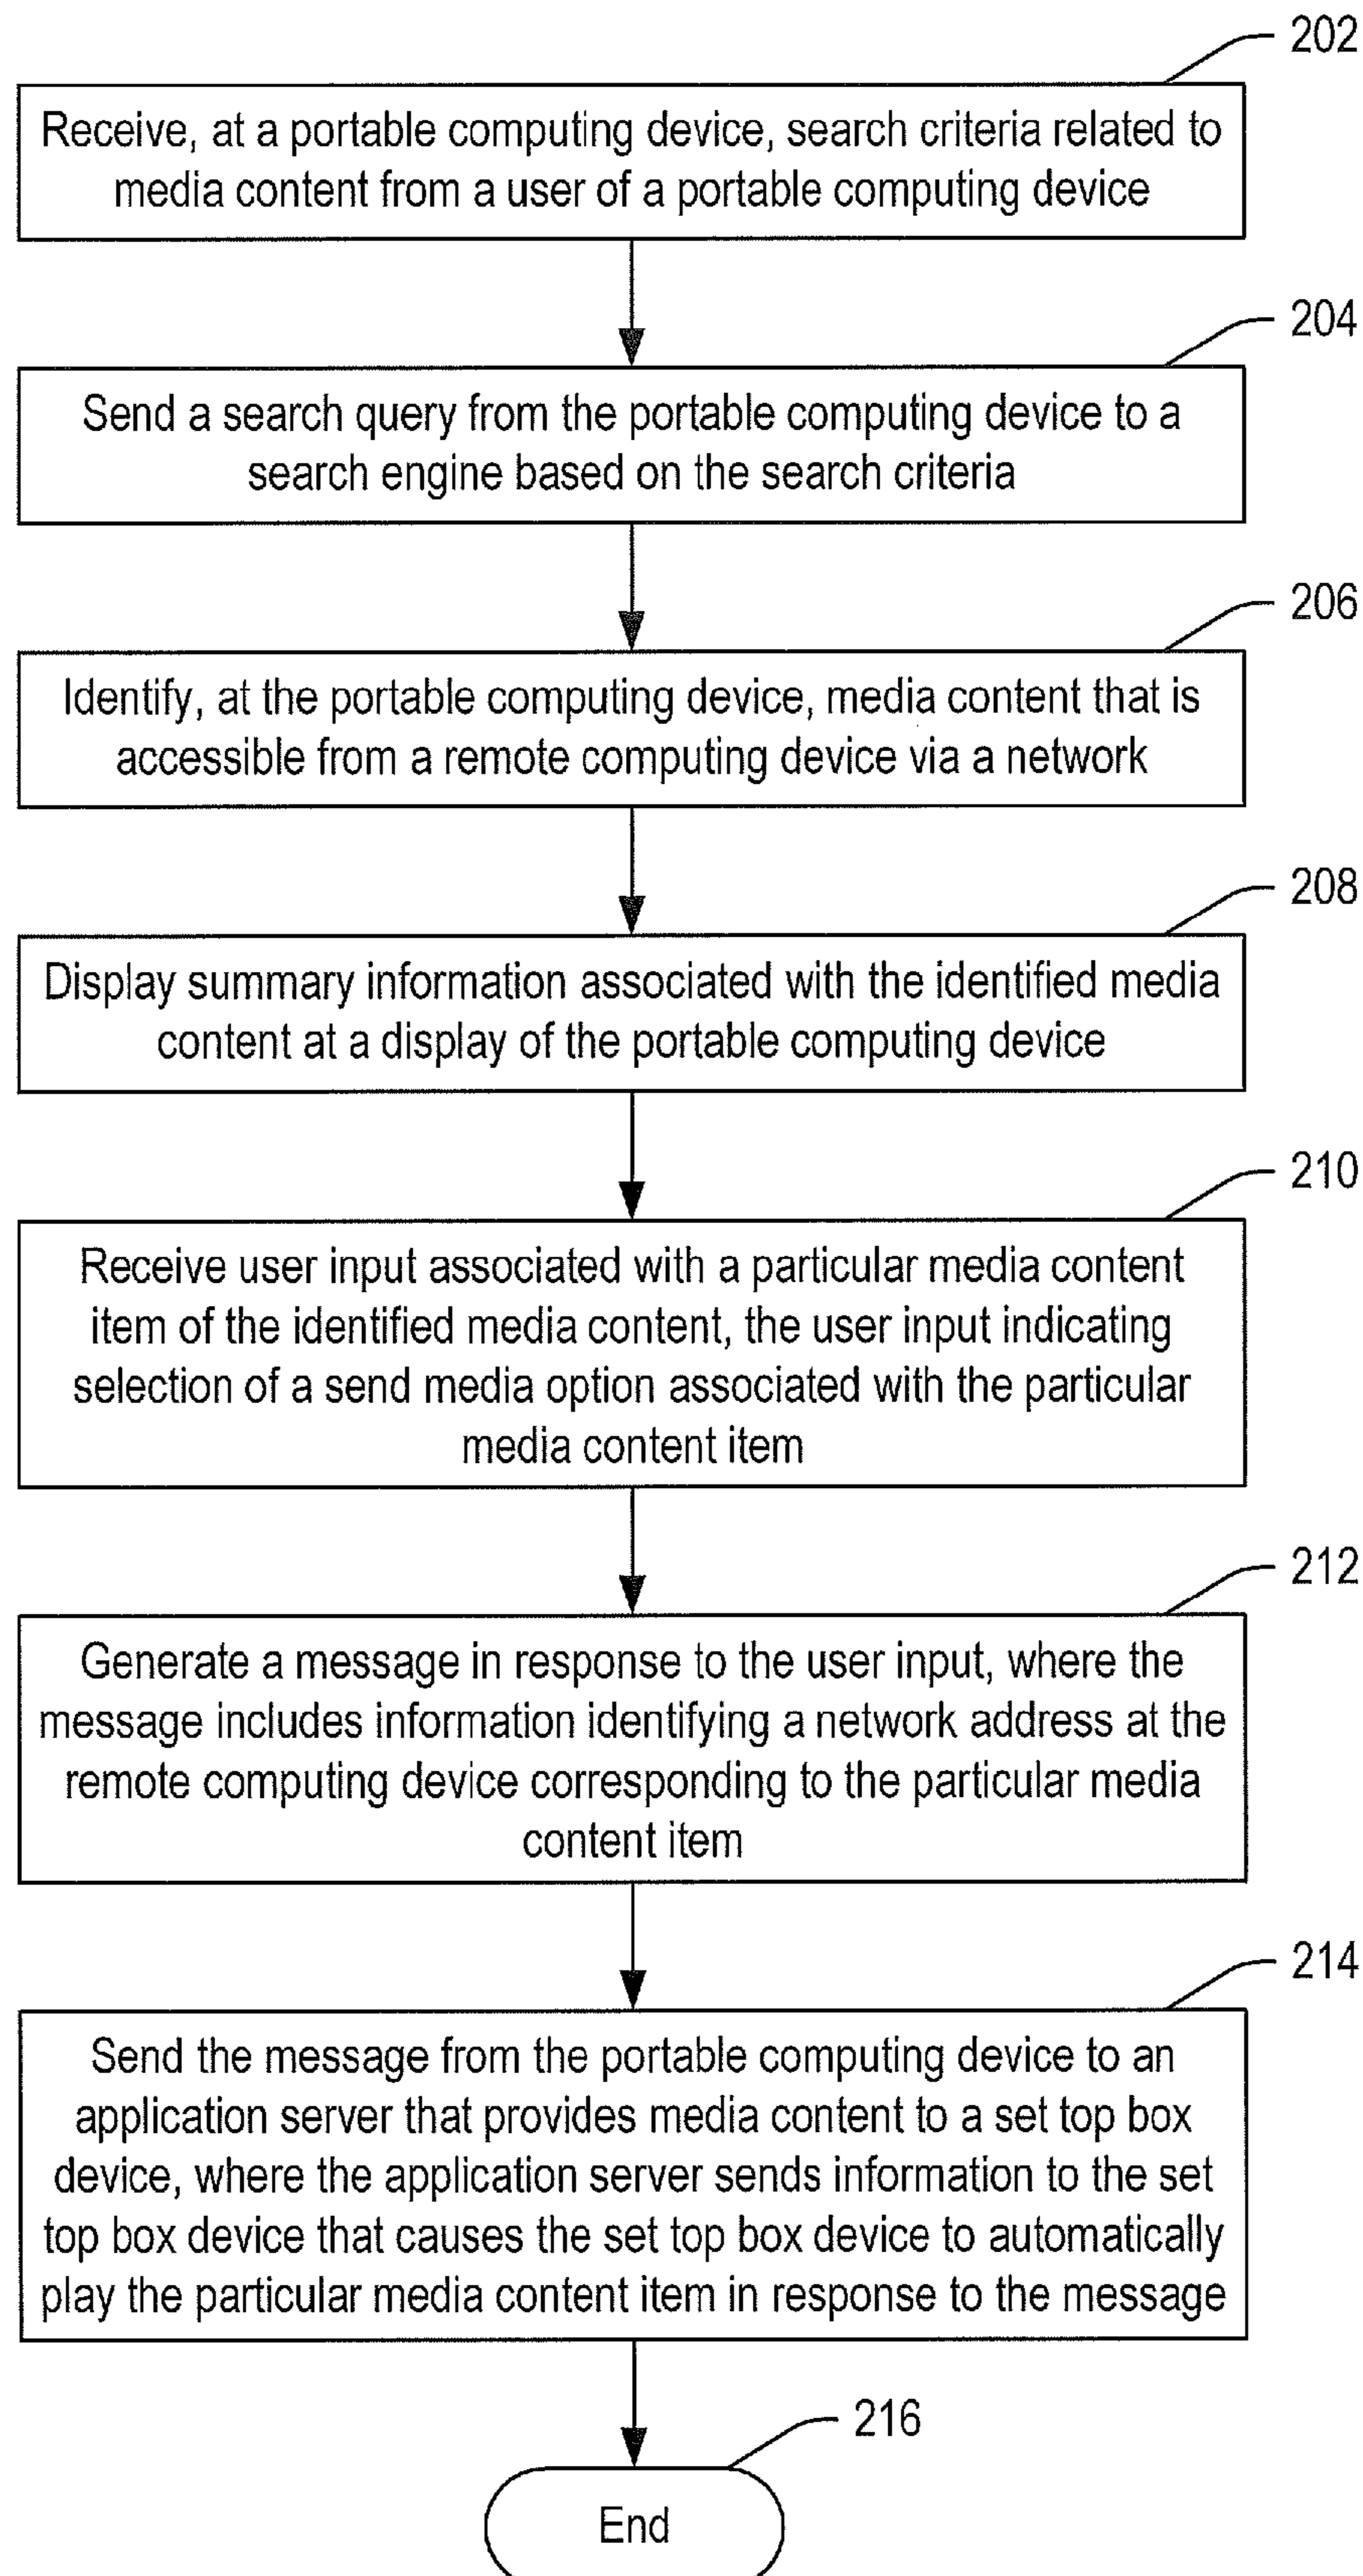 202
Receive, at a portable computing device, search criteria related to
media content from a user of a portable computing device
204
Send a search query from the portable computing device to a
search engine based on the search criteria
206
Identify, at the portable computing device, media content that is
accessible from a remote computing device via a network
208
Display summary information associated with the identified media
content at a display of the portable computing device
210
Receive user input associated with a particular media content
item of the identified media content, the user input indicating
selection of a send media option associated with the particular
media content item
212
Generate a message in response to the user input, where the
message includes information identifying a network address at the
remote computing device corresponding to the particular media
content item
214
Send the message from the portable computing device to an
application server that provides media content to a set top box
device, where the application server sends information to the set
top box device that causes the set top box device to automatically
play the particular media content item in response to the message
216
End